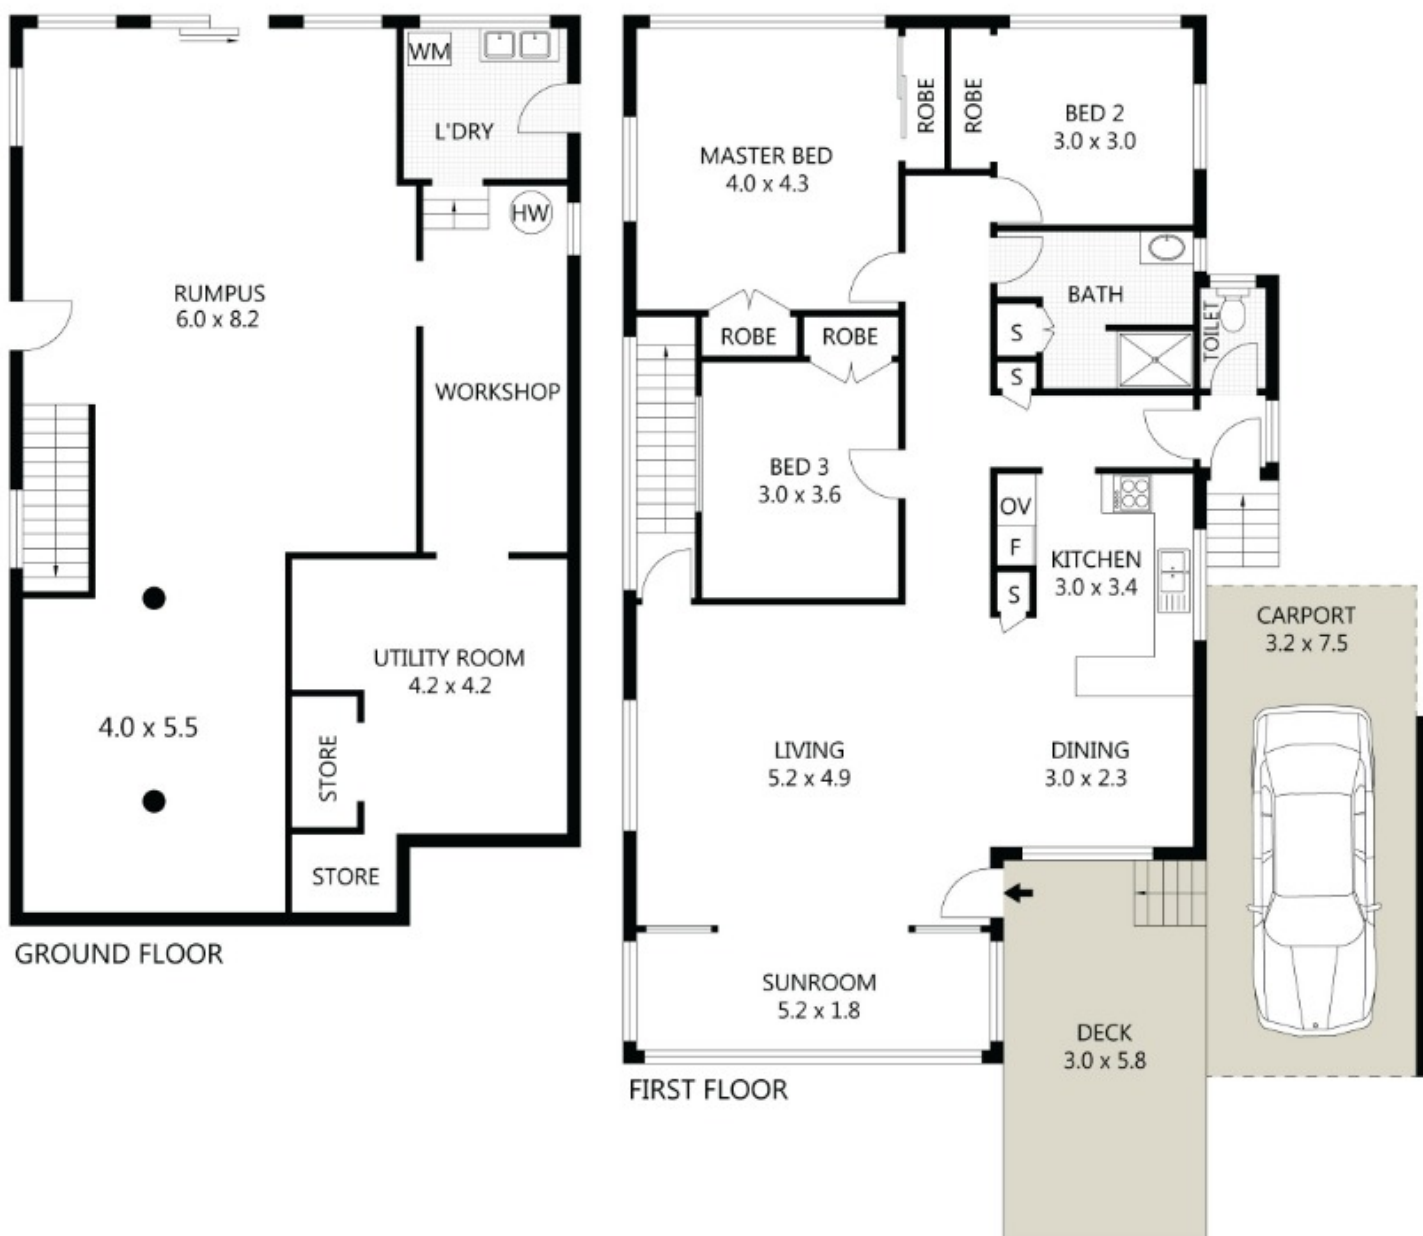 WM
L'DRY
HW
RUMPUS
6.0 x 8.2
WORKSHOP
UTILITY ROOM
4.2 x 4.2
4.0 x 5.5
STORE
STORE
GROUND FLOOR
MASTER BED
4.0 x 4.3
ROBE
ROBE
BED 2
3.0 x 3.0
BATH
TOILET
S
S
ROBE
ROBE
BED 3
3.0 x 3.6
OV
F
S
KITCHEN
3.0 x 3.4
CARPORT
3.2 x 7.5
LIVING
5.2 x 4.9
DINING
3.0 x 2.3
SUNROOM
5.2 x 1.8
DECK
3.0 x 5.8
FIRST FLOOR